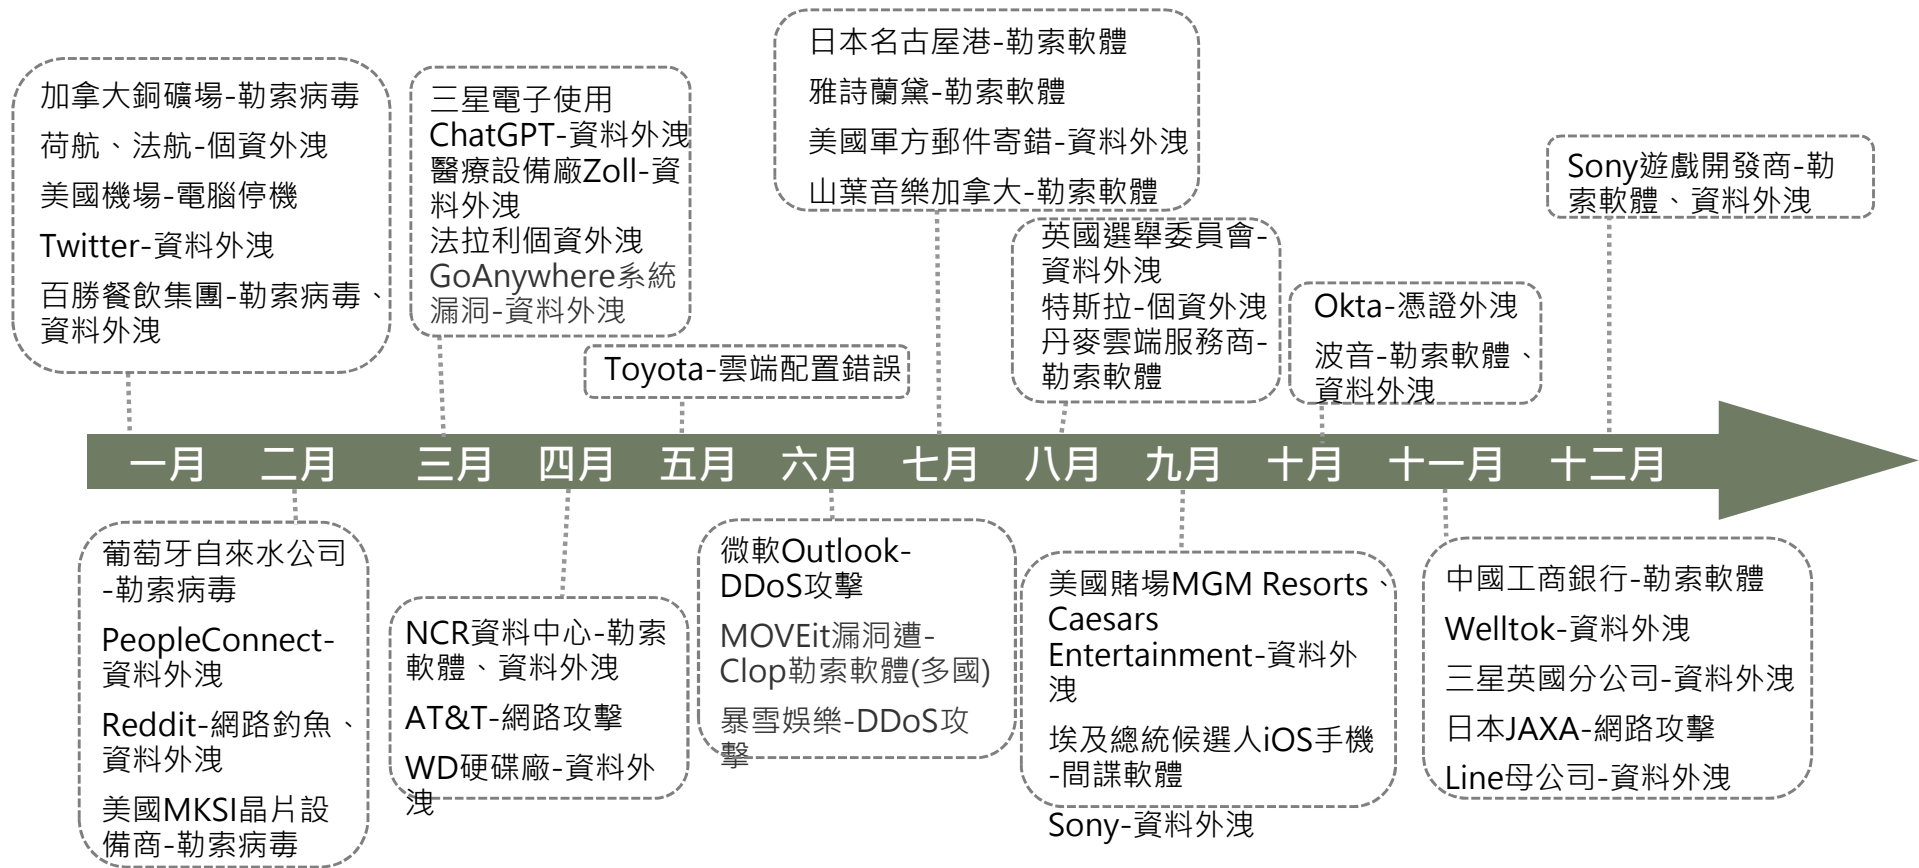 加拿大銅礦場-勒索病毒
荷航、法航-個資外洩
美國機場-電腦停機
Twitter-資料外洩
百勝餐飲集團-勒索病毒、
資料外洩
三星電子使用
ChatGPT-資料外洩
醫療設備廠Zoll-資
料外洩
法拉利個資外洩
GoAnywhere系統
漏洞-資料外洩
Toyota-雲端配置錯誤
日本名古屋港-勒索軟體
雅詩蘭黛-勒索軟體
美國軍方郵件寄錯-資料外洩
山葉音樂加拿大-勒索軟體
英國選舉委員會-
資料外洩
特斯拉-個資外洩
丹麥雲端服務商-
勒索軟體
Okta-憑證外洩
波音-勒索軟體、
資料外洩
Sony遊戲開發商-勒
索軟體、資料外洩
一月 二月 三月 四月 五月 六月 七月 八月 九月 十月 十一月 十二月
葡萄牙自來水公司
-勒索病毒
PeopleConnect-
資料外洩
Reddit-網路釣魚、
資料外洩
美國MKSI晶片設
備商-勒索病毒
NCR資料中心-勒索
軟體、資料外洩
AT&T-網路攻擊
WD硬碟廠-資料外
洩
微軟Outlook-
DDoS攻擊
MOVEit漏洞遭-
Clop勒索軟體(多國)
暴雪娛樂-DDoS攻
擊
美國賭場MGM Resorts、
Caesars
Entertainment-資料外
洩
埃及總統候選人iOS手機
-間諜軟體
Sony-資料外洩
中國工商銀行-勒索軟體
Welltok-資料外洩
三星英國分公司-資料外洩
日本JAXA-網路攻擊
Line母公司-資料外洩